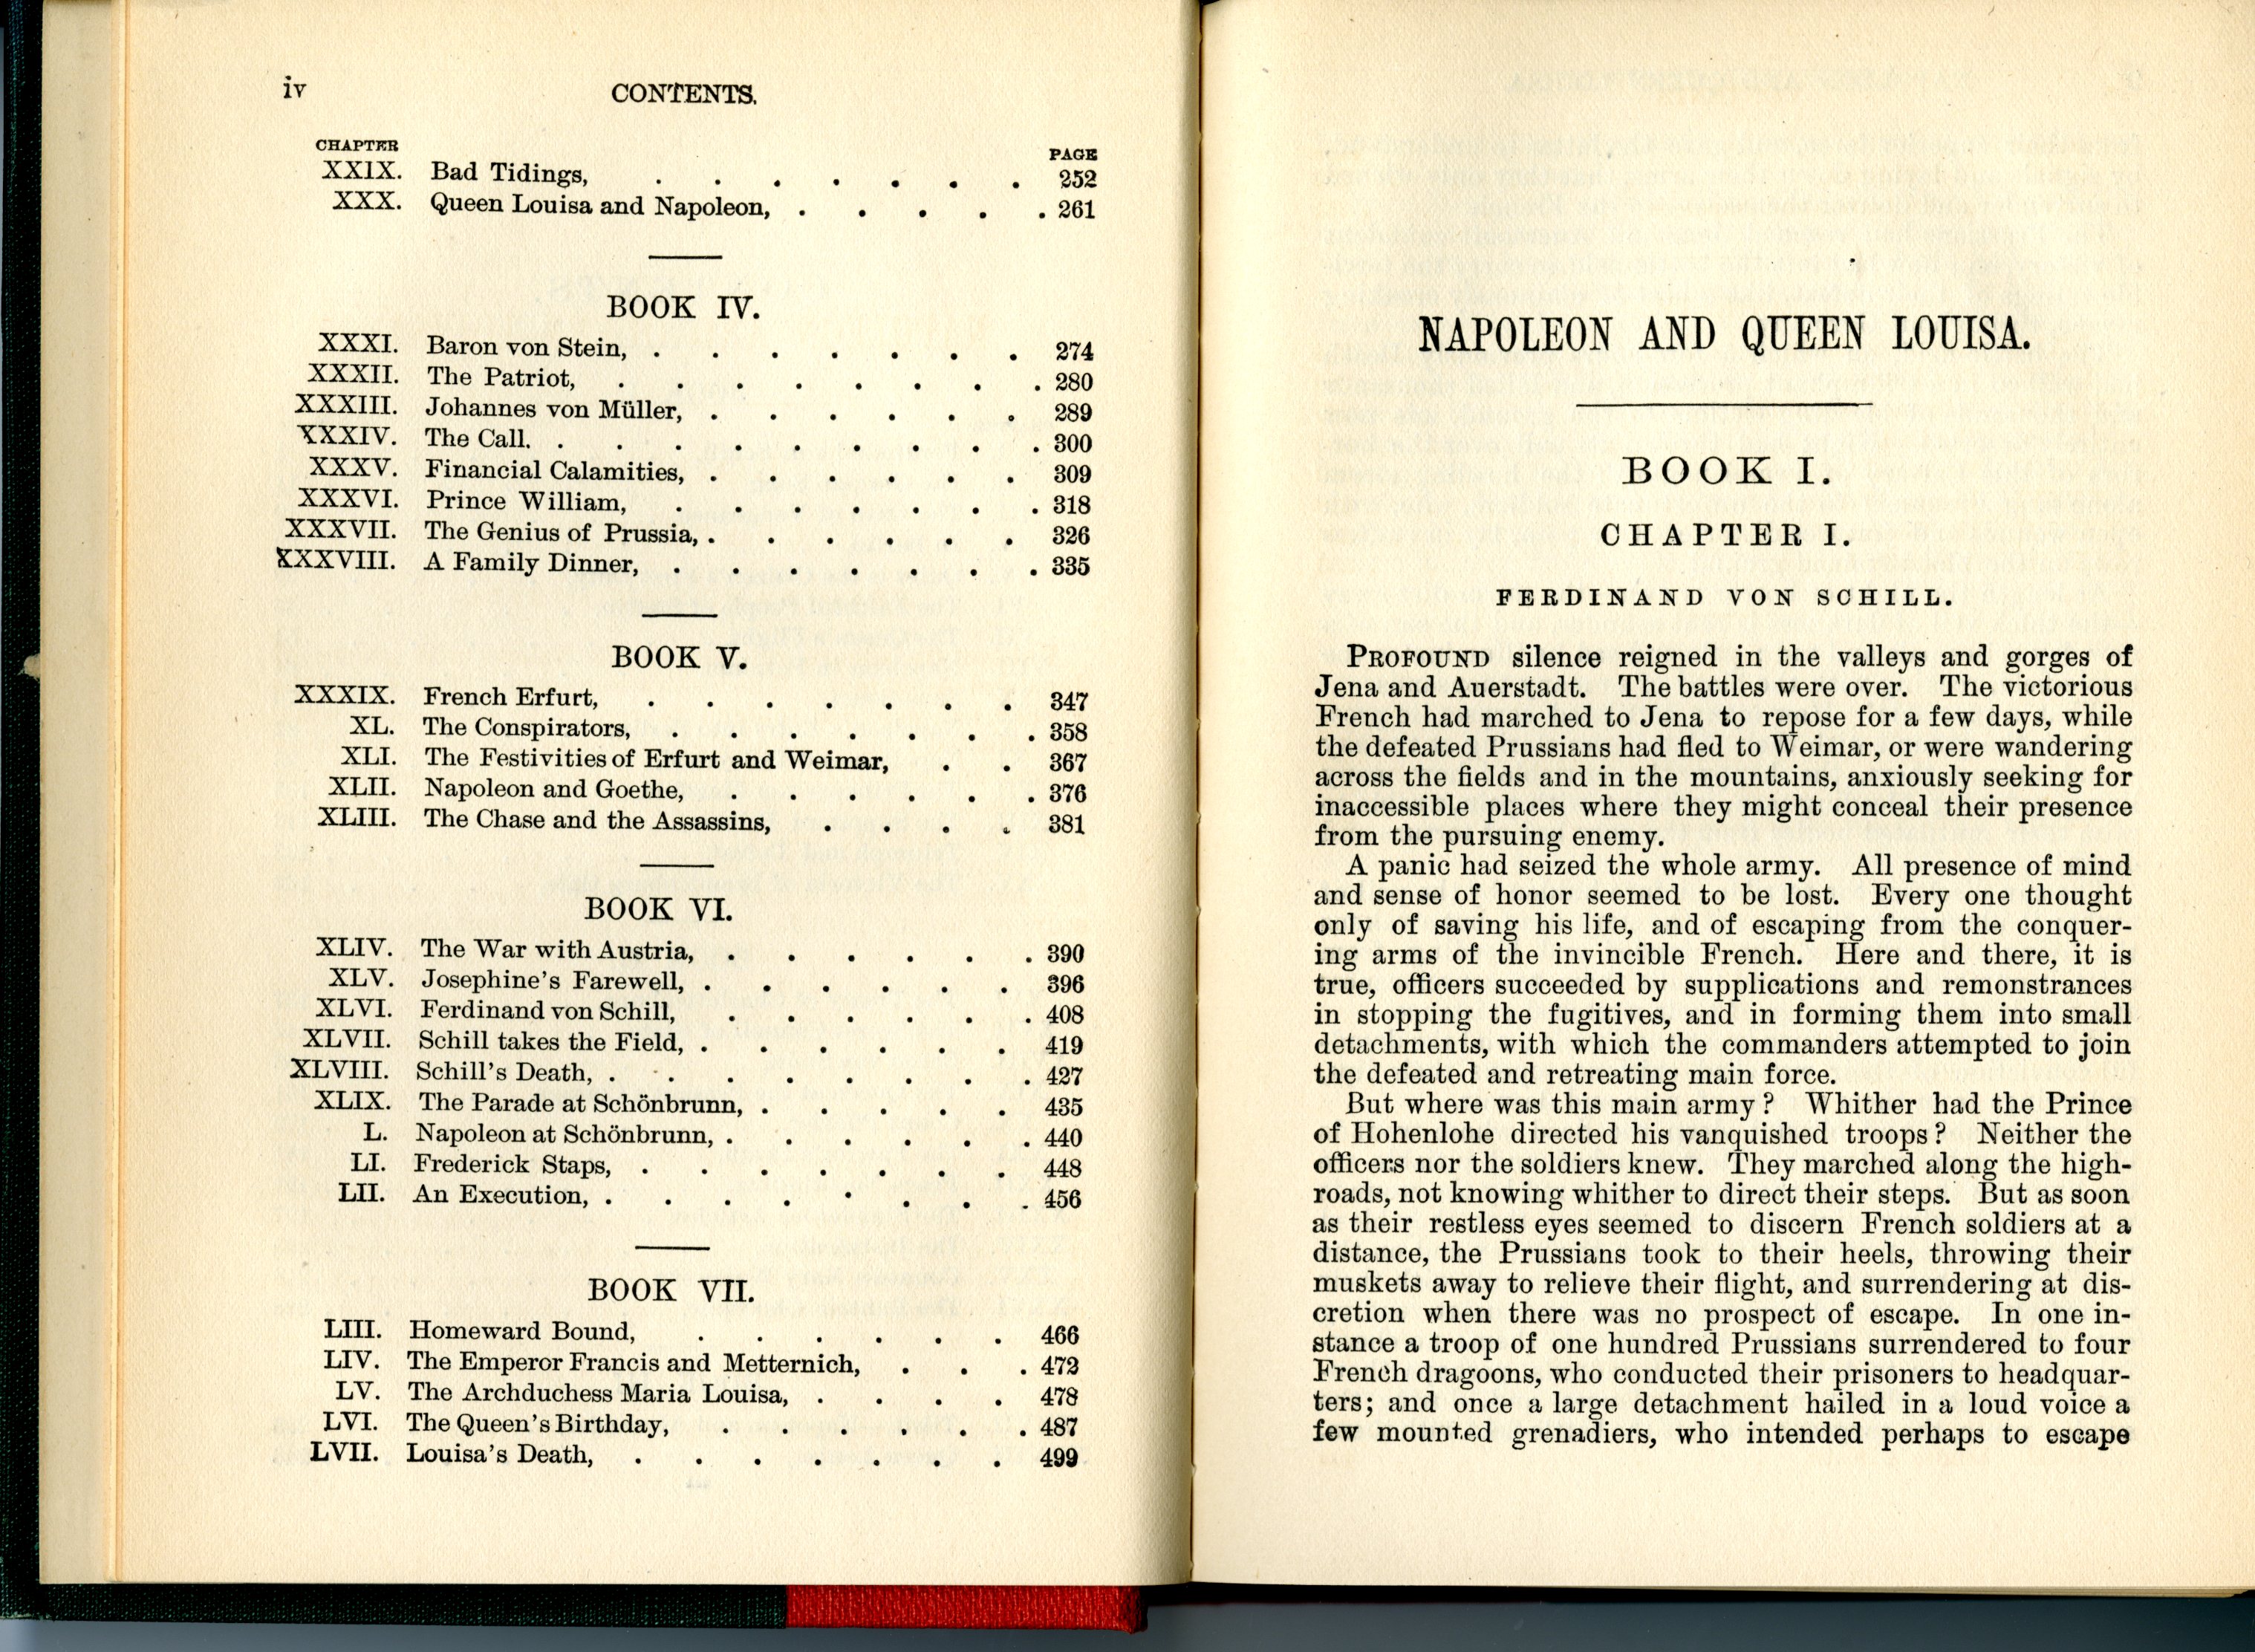 iv CONTENTS.
CHAPTER PAGE
XXIX. Bad Tidings, . . . . . . . 252
XXX. Queen Louisa and Napoleon, . . . . . 261
BOOK IV.
XXXI. Baron von Stein, . . . . . . . 274
XXXII. The Patriot, . . . . . . . . 280
XXXIII. Johannes von Müller, . . . . . . 289
XXXIV. The Call. . . . . . . . . . 300
XXXV. Financial Calamities, . . . . . . 309
XXXVI. Prince William, . . . . . . . 318
XXXVII. The Genius of Prussia, . . . . . . 326
XXXVIII. A Family Dinner, . . . . . . . 335
BOOK V.
XXXIX. French Erfurt, . . . . . . . 347
XL. The Conspirators, . . . . . . . 358
XLI. The Festivities of Erfurt and Weimar, . . 367
XLII. Napoleon and Goethe, . . . . . . 376
XLIII. The Chase and the Assassins, . . . . 381
BOOK VI.
XLIV. The War with Austria, . . . . . . 390
XLV. Josephine's Farewell, . . . . . . 396
XLVI. Ferdinand von Schill, . . . . . . 408
XLVII. Schill takes the Field, . . . . . . 419
XLVIII. Schill's Death, . . . . . . . . 427
XLIX. The Parade at Schönbrunn, . . . . . 435
L. Napoleon at Schönbrunn, . . . . . . 440
LI. Frederick Staps, . . . . . . . 448
LII. An Execution, . . . . . . . . 456
BOOK VII.
LIII. Homeward Bound, . . . . . . 466
LIV. The Emperor Francis and Metternich, . . . 472
LV. The Archduchess Maria Louisa, . . . . 478
LVI. The Queen's Birthday, . . . . . . 487
LVII. Louisa's Death, . . . . . . . 499
NAPOLEON AND QUEEN LOUISA.
BOOK I.
CHAPTER I.
FERDINAND VON SCHILL.
PROFOUND silence reigned in the valleys and gorges of
Jena and Auerstadt. The battles were over. The victorious
French had marched to Jena to repose for a few days, while
the defeated Prussians had fled to Weimar, or were wandering
across the fields and in the mountains, anxiously seeking for
inaccessible places where they might conceal their presence
from the pursuing enemy.
A panic had seized the whole army. All presence of mind
and sense of honor seemed to be lost. Every one thought
only of saving his life, and of escaping from the conquer-
ing arms of the invincible French. Here and there, it is
true, officers succeeded by supplications and remonstrances
in stopping the fugitives, and in forming them into small
detachments, with which the commanders attempted to join
the defeated and retreating main force.
But where was this main army? Whither had the Prince
of Hohenlohe directed his vanquished troops? Neither the
officers nor the soldiers knew. They marched along the high-
roads, not knowing whither to direct their steps. But as soon
as their restless eyes seemed to discern French soldiers at a
distance, the Prussians took to their heels, throwing their
muskets away to relieve their flight, and surrendering at dis-
cretion when there was no prospect of escape. In one in-
stance a troop of one hundred Prussians surrendered to four
French dragoons, who conducted their prisoners to headquar-
ters; and once a large detachment hailed in a loud voice a
few mounted grenadiers, who intended perhaps to escape